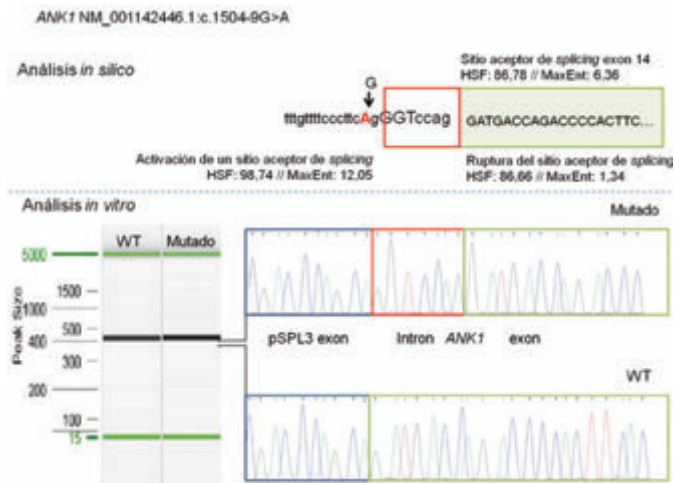 ANK1 NM_001142446.1:c.1504-9G>A
Análisis in silico
Sitio aceptor de splicing exon 14
HSF: 86,78 // MaxEnt: 6,36
G
tttgttttcccttcAgGGTccag
GATGACCAGACCCCACTTC...
Activación de un sitio aceptor de splicing
HSF: 98,74 // MaxEnt: 12,05
Ruptura del sitio aceptor de splicing
HSF: 86,66 // MaxEnt: 1,34
Análisis in vitro
Mutado
WT Mutado
Peak Size
5000
1500
1000
500
400
300
200
100
15
pSPL3 exon Intron ANK1 exon
WT